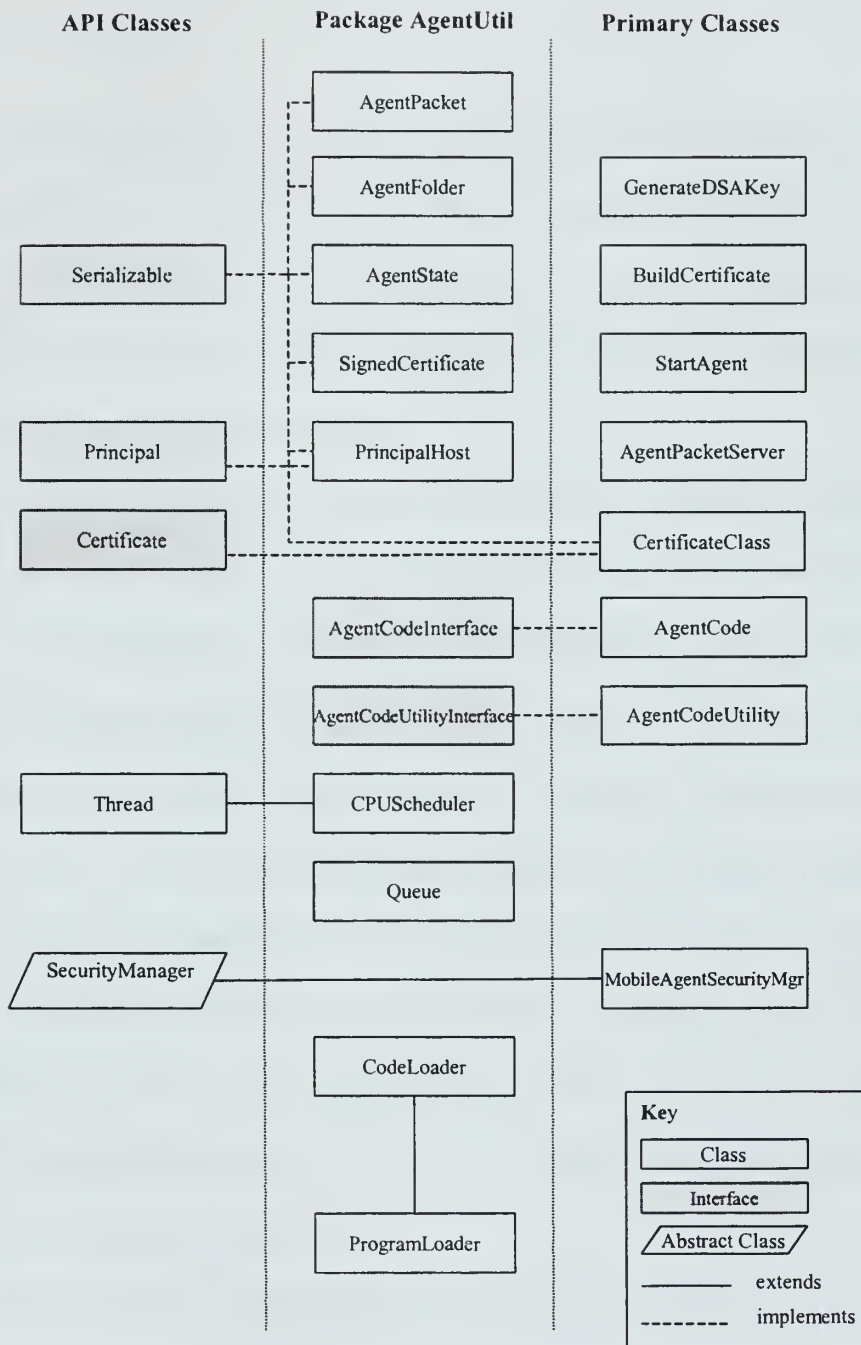 API Classes
Package AgentUtil
Primary Classes
AgentPacket
AgentFolder
GenerateDSAKey
Serializable
AgentState
BuildCertificate
SignedCertificate
StartAgent
Principal
PrincipalHost
AgentPacketServer
Certificate
CertificateClass
AgentCodeInterface
AgentCode
AgentCodeUtilityInterface
AgentCodeUtility
Thread
CPUScheduler
Queue
SecurityManager
MobileAgentSecurityMgr
CodeLoader
ProgramLoader
Key
Class
Interface
Abstract Class
extends
implements